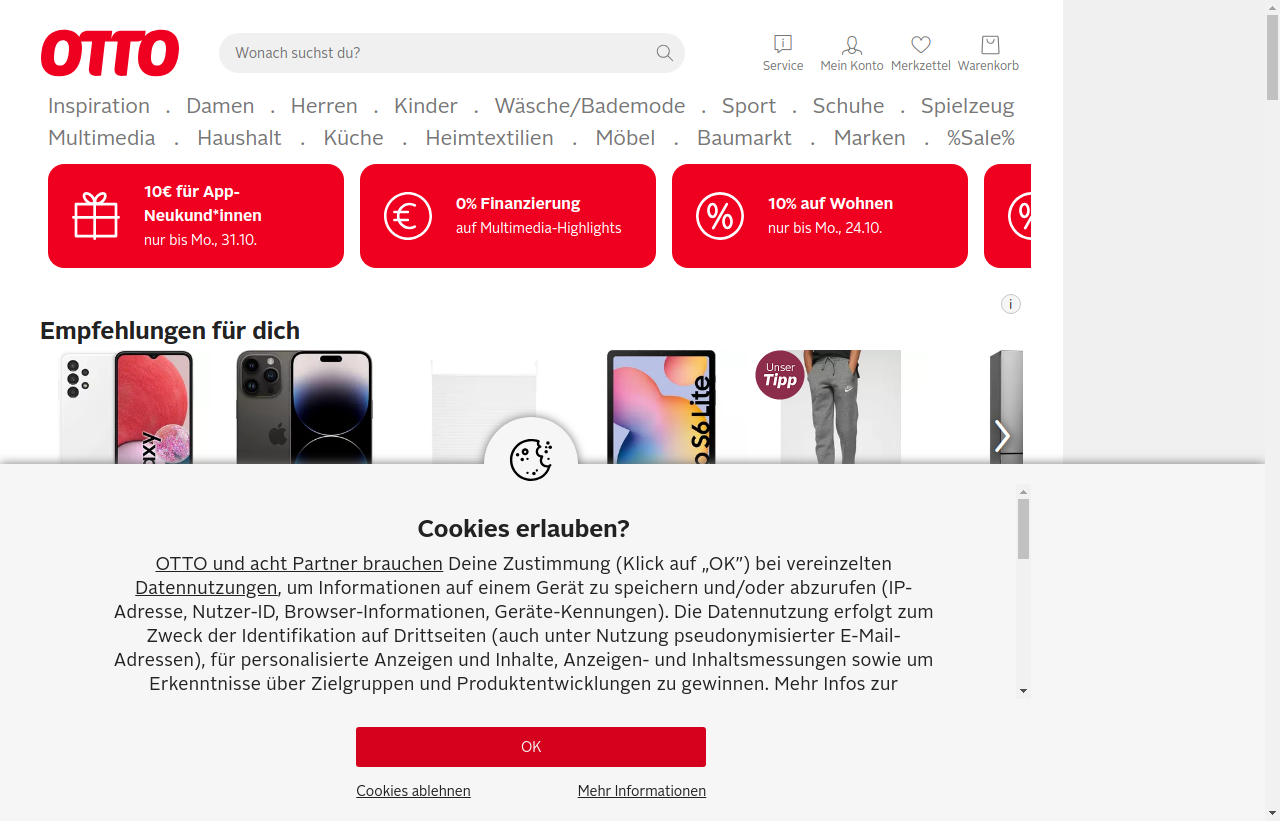 OTTO
Wonach suchst du?
Service
Mein Konto
Merkzettel
Warenkorb
Inspiration . Damen . Herren . Kinder . Wäsche/Bademode . Sport . Schuhe . Spielzeug
Multimedia . Haushalt . Küche . Heimtextilien . Möbel . Baumarkt . Marken . %Sale%
10€ für App-
Neukund*innen
nur bis Mo., 31.10.
0% Finanzierung
auf Multimedia-Highlights
10% auf Wohnen
nur bis Mo., 24.10.
Empfehlungen für dich
Unser
Tipp
S6 Lite
Cookies erlauben?
OTTO und acht Partner brauchen Deine Zustimmung (Klick auf „OK”) bei vereinzelten
Datennutzungen, um Informationen auf einem Gerät zu speichern und/oder abzurufen (IP-
Adresse, Nutzer-ID, Browser-Informationen, Geräte-Kennungen). Die Datennutzung erfolgt zum
Zweck der Identifikation auf Drittseiten (auch unter Nutzung pseudonymisierter E-Mail-
Adressen), für personalisierte Anzeigen und Inhalte, Anzeigen- und Inhaltsmessungen sowie um
Erkenntnisse über Zielgruppen und Produktentwicklungen zu gewinnen. Mehr Infos zur
OK
Cookies ablehnen
Mehr Informationen